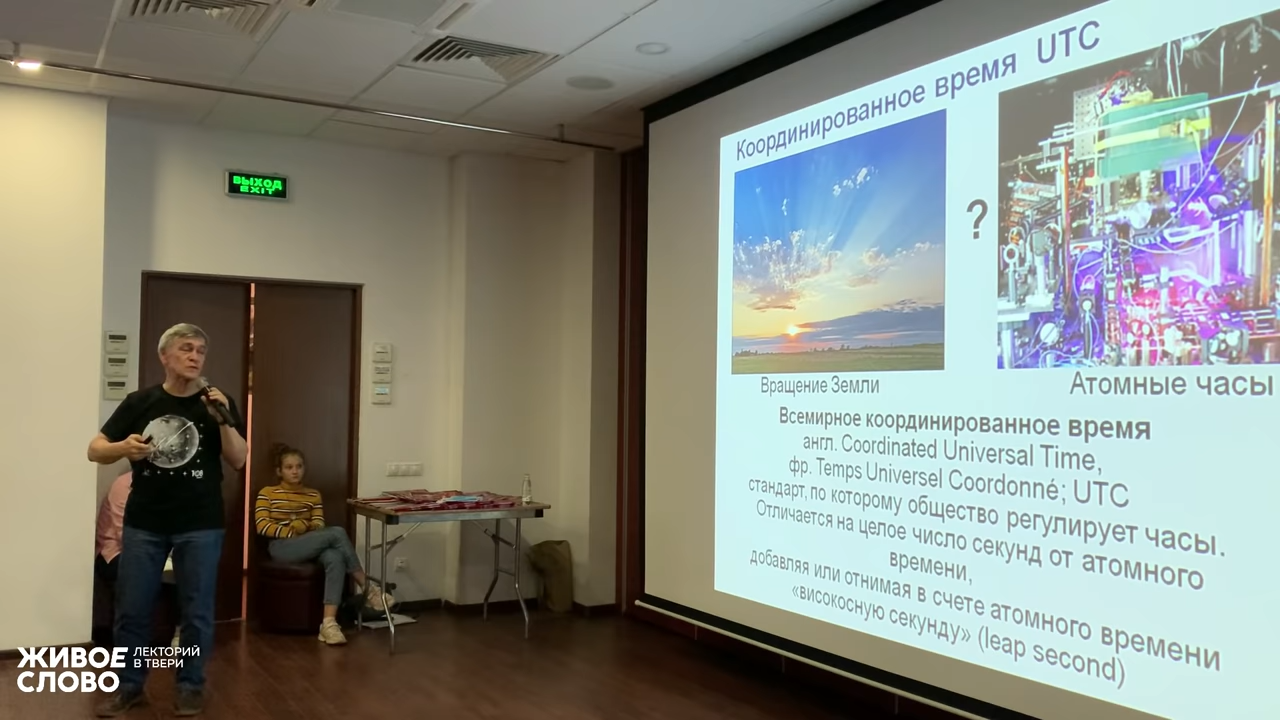 Координированное время UTC
?
Вращение Земли
Атомные часы
Всемирное координированное время
англ. Coordinated Universal Time,
фр. Temps Universel Coordonné; UTC
стандарт, по которому общество регулирует часы.
Отличается на целое число секунд от атомного
времени,
добавляя или отнимая в счете атомного времени
«високосную секунду» (leap second)
ВЫХОД
EXIT
ЖИВОЕ
СЛОВО
ЛЕКТОРИЙ
В ТВЕРИ